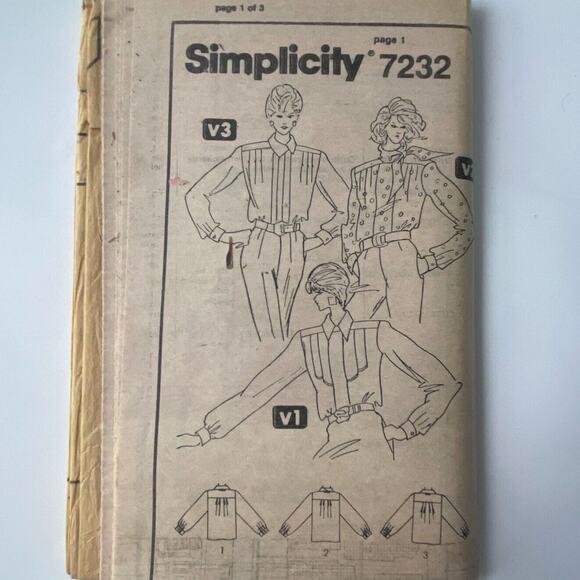 page 1 of 3
page 1
Simplicity® 7232
v3
v1
1 2 3